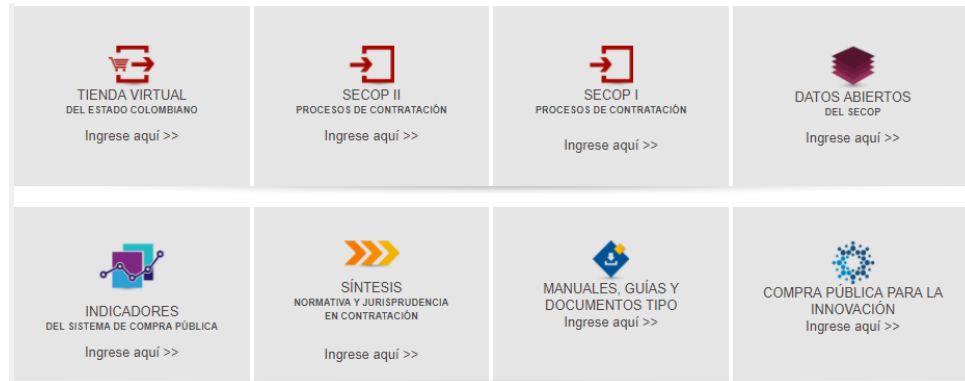 TIENDA VIRTUAL
DEL ESTADO COLOMBIANO
Ingrese aquí >>
SECOP II
PROCESOS DE CONTRATACIÓN
Ingrese aquí >>
SECOP I
PROCESOS DE CONTRATACIÓN
Ingrese aquí >>
DATOS ABIERTOS
DEL SECOP
Ingrese aquí >>
INDICADORES
DEL SISTEMA DE COMPRA PÚBLICA
Ingrese aquí >>
SÍNTESIS
NORMATIVA Y JURISPRUDENCIA
EN CONTRATACIÓN
Ingrese aquí >>
MANUALES, GUÍAS Y
DOCUMENTOS TIPO
Ingrese aquí >>
COMPRA PÚBLICA PARA LA
INNOVACIÓN
Ingrese aquí >>